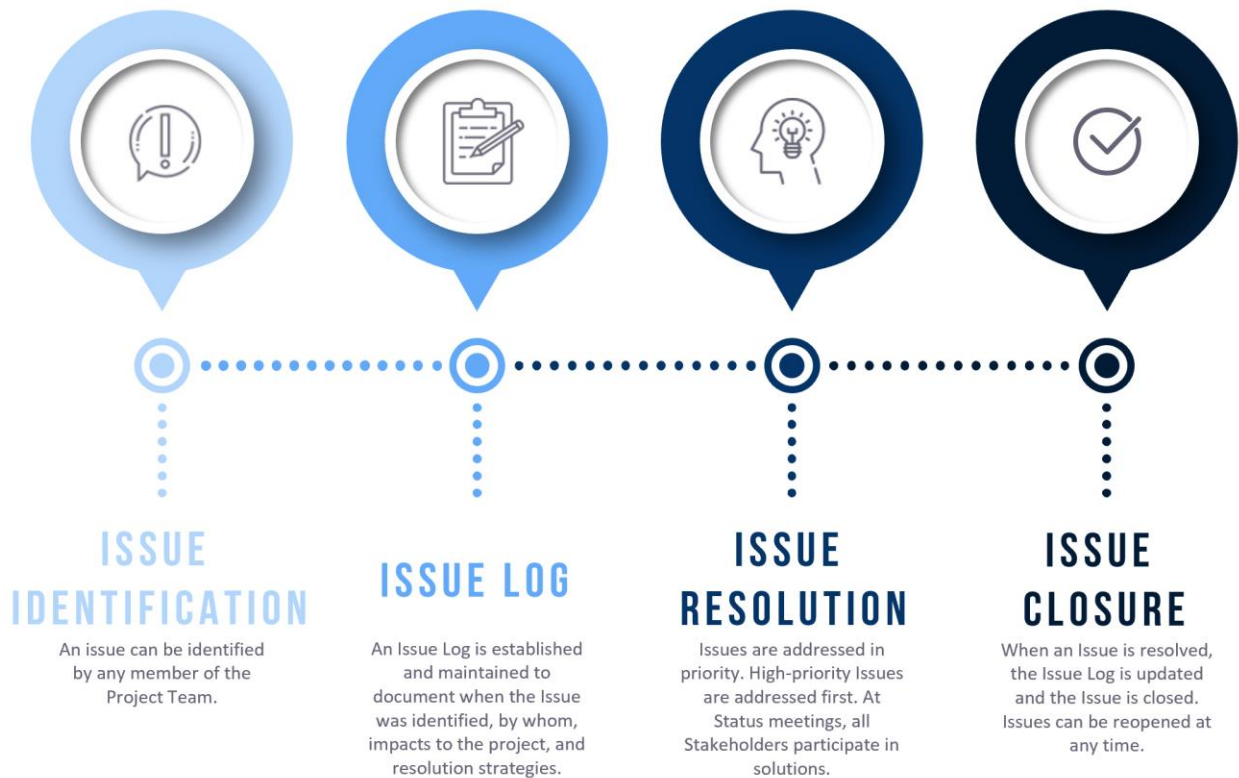 ISSUE
IDENTIFICATION
An issue can be identified
by any member of the
Project Team.
ISSUE LOG
An Issue Log is established
and maintained to
document when the Issue
was identified, by whom,
impacts to the project, and
resolution strategies.
ISSUE
RESOLUTION
Issues are addressed in
priority. High-priority Issues
are addressed first. At
Status meetings, all
Stakeholders participate in
solutions.
ISSUE
CLOSURE
When an Issue is resolved,
the Issue Log is updated
and the Issue is closed.
Issues can be reopened at
any time.